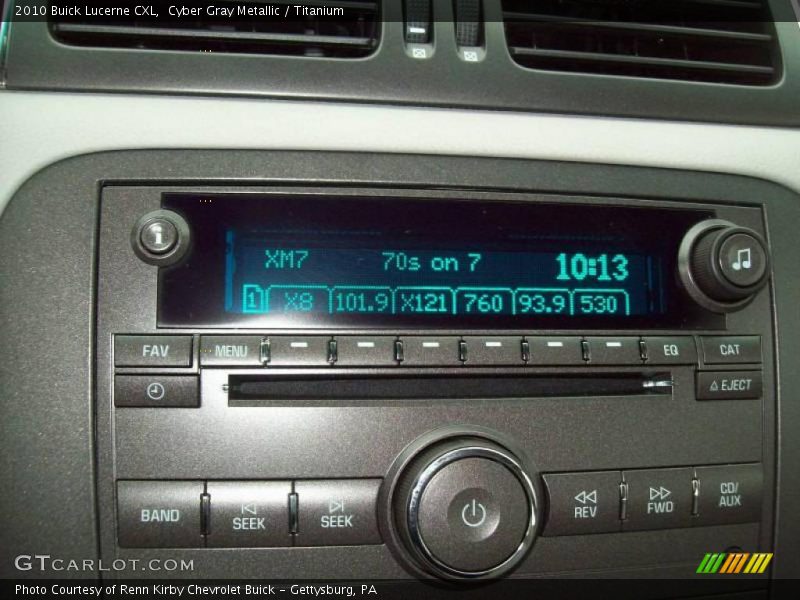 2010 Buick Lucerne CXL,  Cyber Gray Metallic / Titanium
i
XM7 70s on 7 10:13
1 X8 101.9 X121 760 93.9 530
FAV MENU EQ CAT
EJECT
BAND SEEK SEEK REV FWD CD/
AUX
GTCARLOT.COM
Photo Courtesy of Renn Kirby Chevrolet Buick – Gettysburg, PA